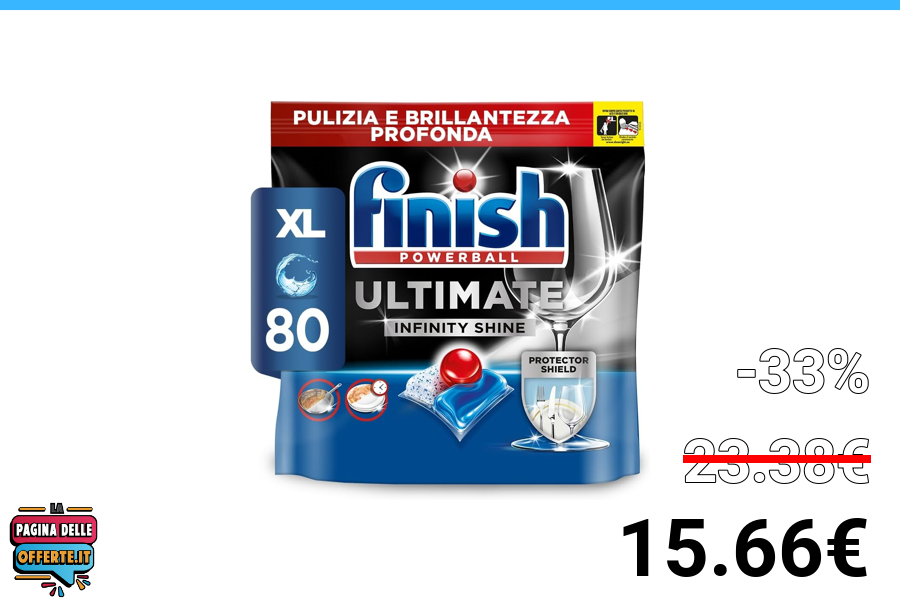 PULIZIA E BRILLANTEZZA
PROFONDA
XL
80
finish
POWERBALL
ULTIMATE
INFINITY SHINE
PROTECTOR
SHIELD
-33%
23.38€
15.66€
LA
PAGINA DELLE
OFFERTE.IT